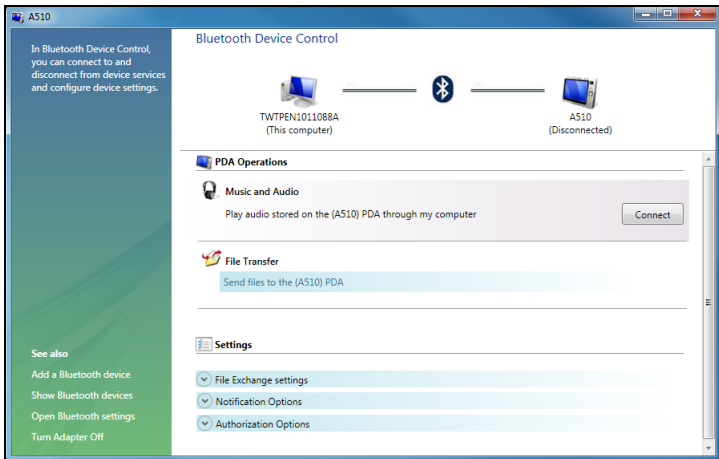 A510
In Bluetooth Device Control,
you can connect to and
disconnect from device services
and configure device settings.
Bluetooth Device Control
TWTPEN1011088A
(This computer)
A510
(Disconnected)
PDA Operations
Music and Audio
Play audio stored on the (A510) PDA through my computer
Connect
File Transfer
Send files to the (A510) PDA
Settings
File Exchange settings
Notification Options
Authorization Options
See also
Add a Bluetooth device
Show Bluetooth devices
Open Bluetooth settings
Turn Adapter Off